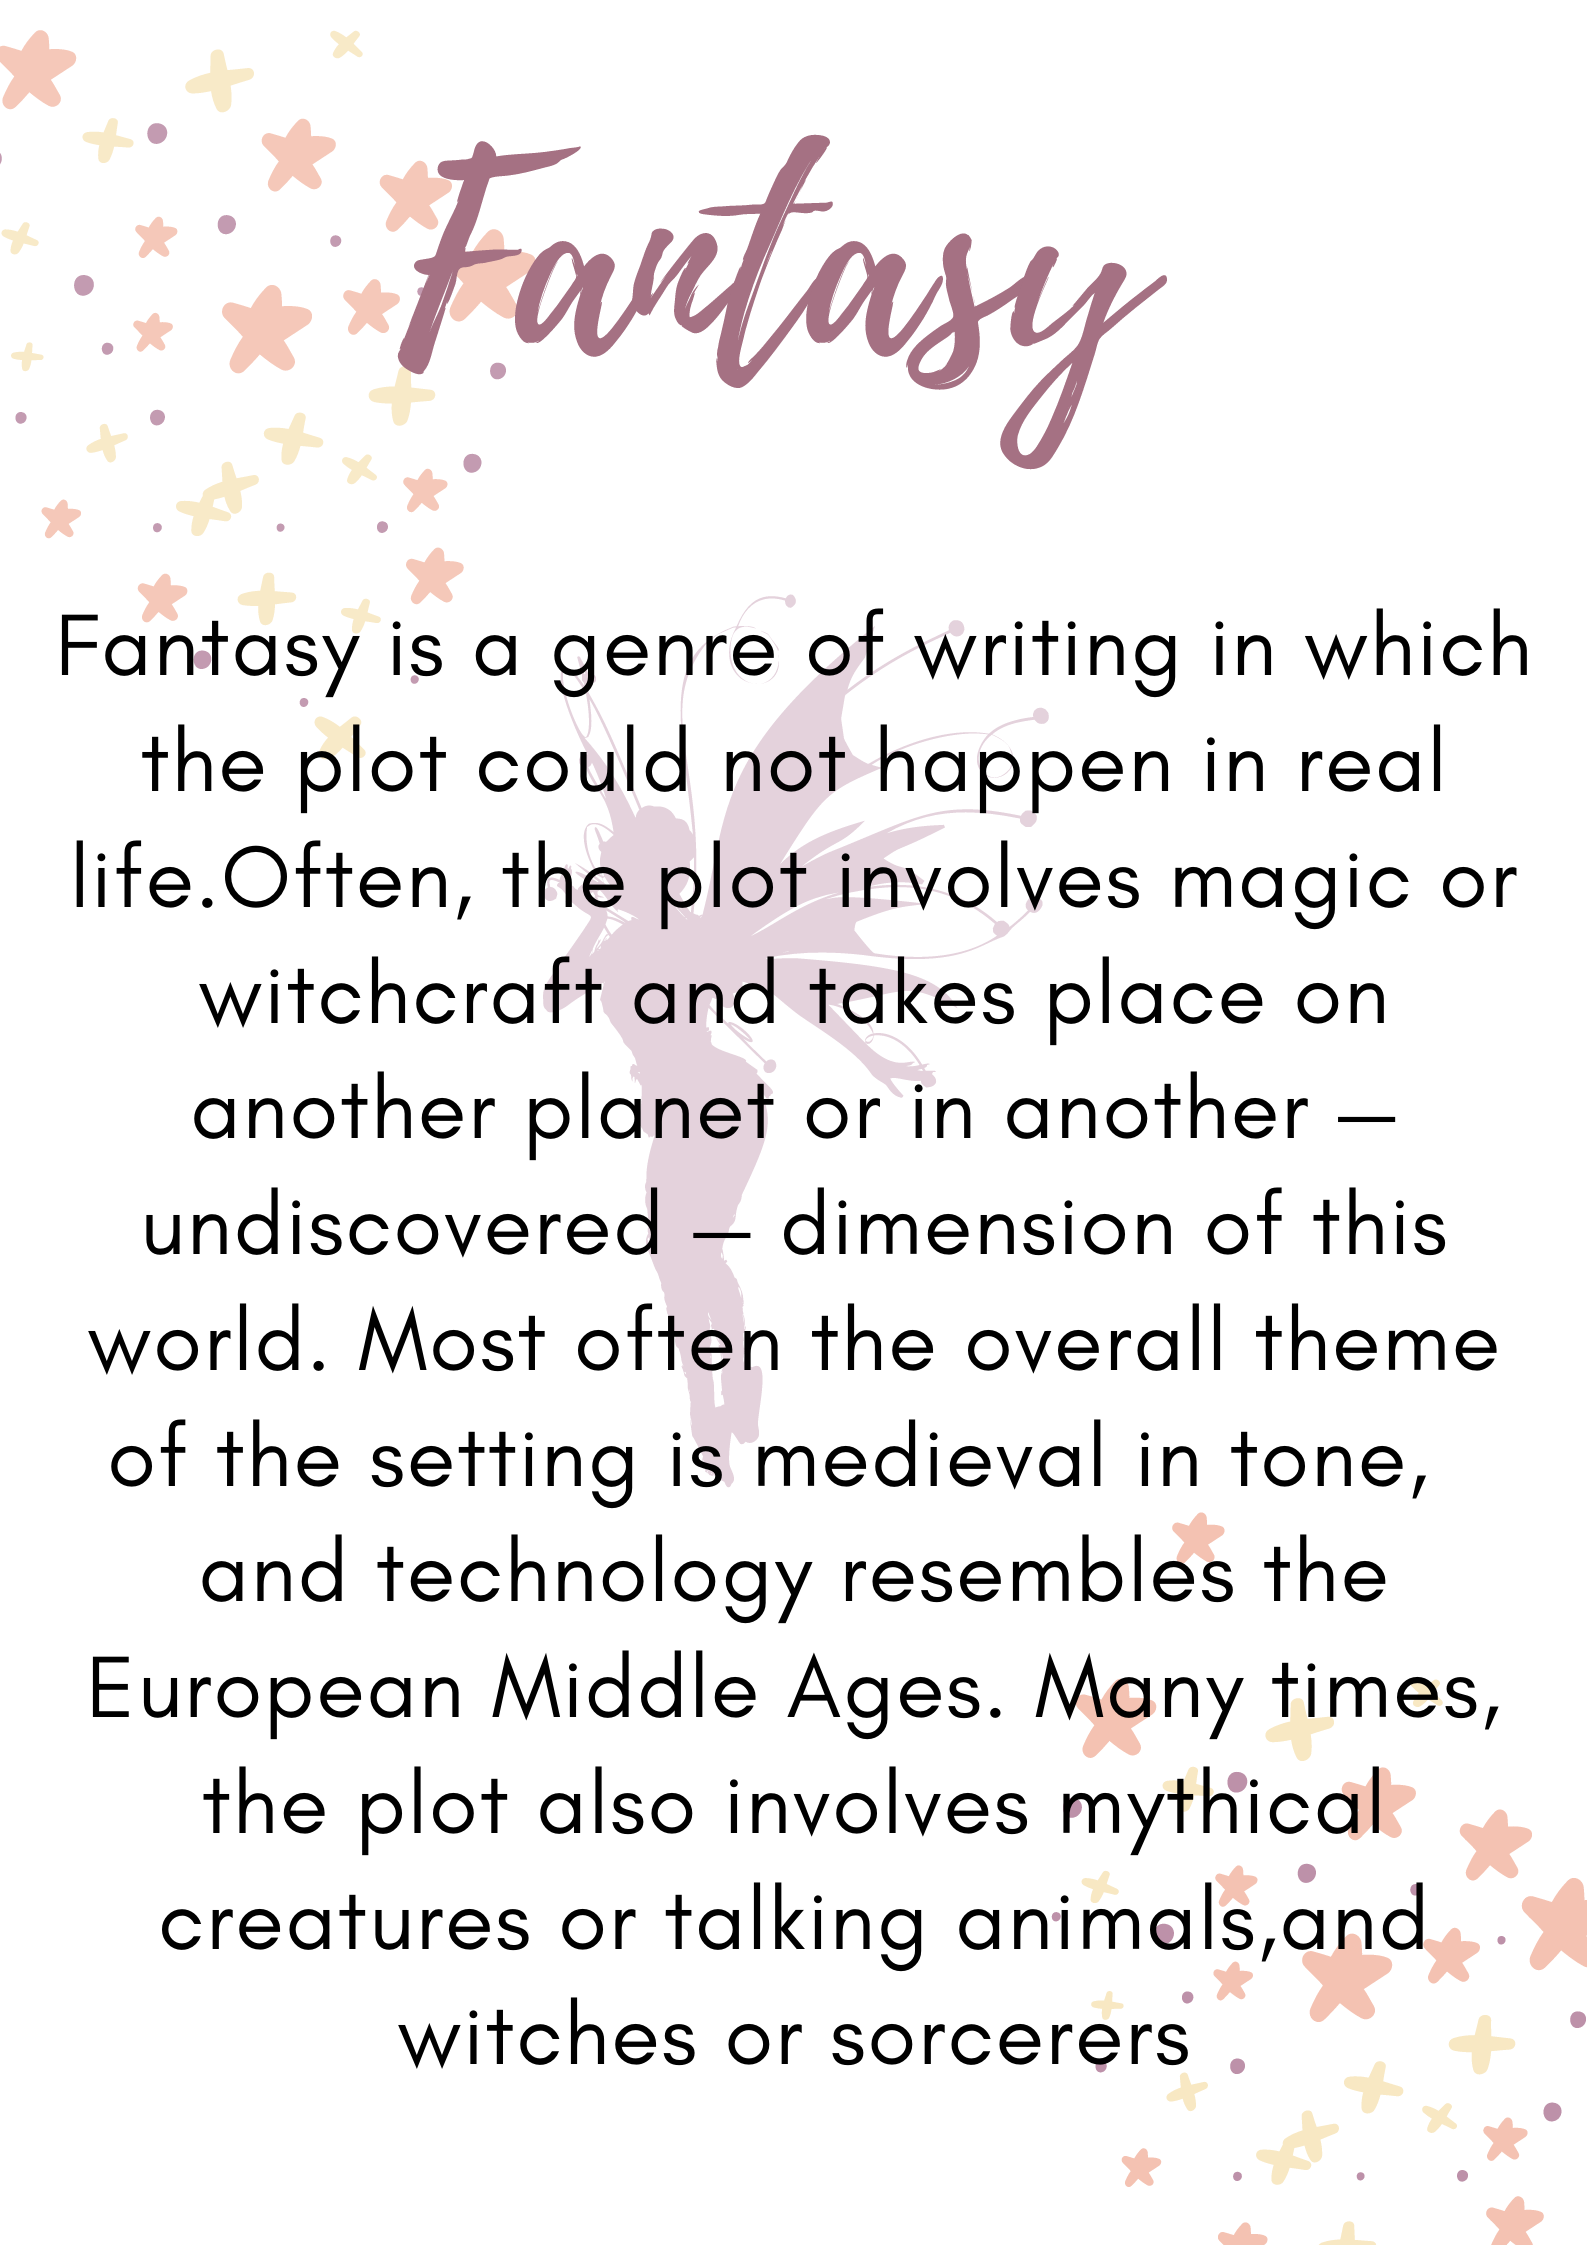 Fantasy
Fantasy is a genre of writing in which
the plot could not happen in real
life.Often, the plot involves magic or
witchcraft and takes place on
another planet or in another –
undiscovered – dimension of this
world. Most often the overall theme
of the setting is medieval in tone,
and technology resembles the
European Middle Ages. Many times,
the plot also involves mythical
creatures or talking animals,and
witches or sorcerers